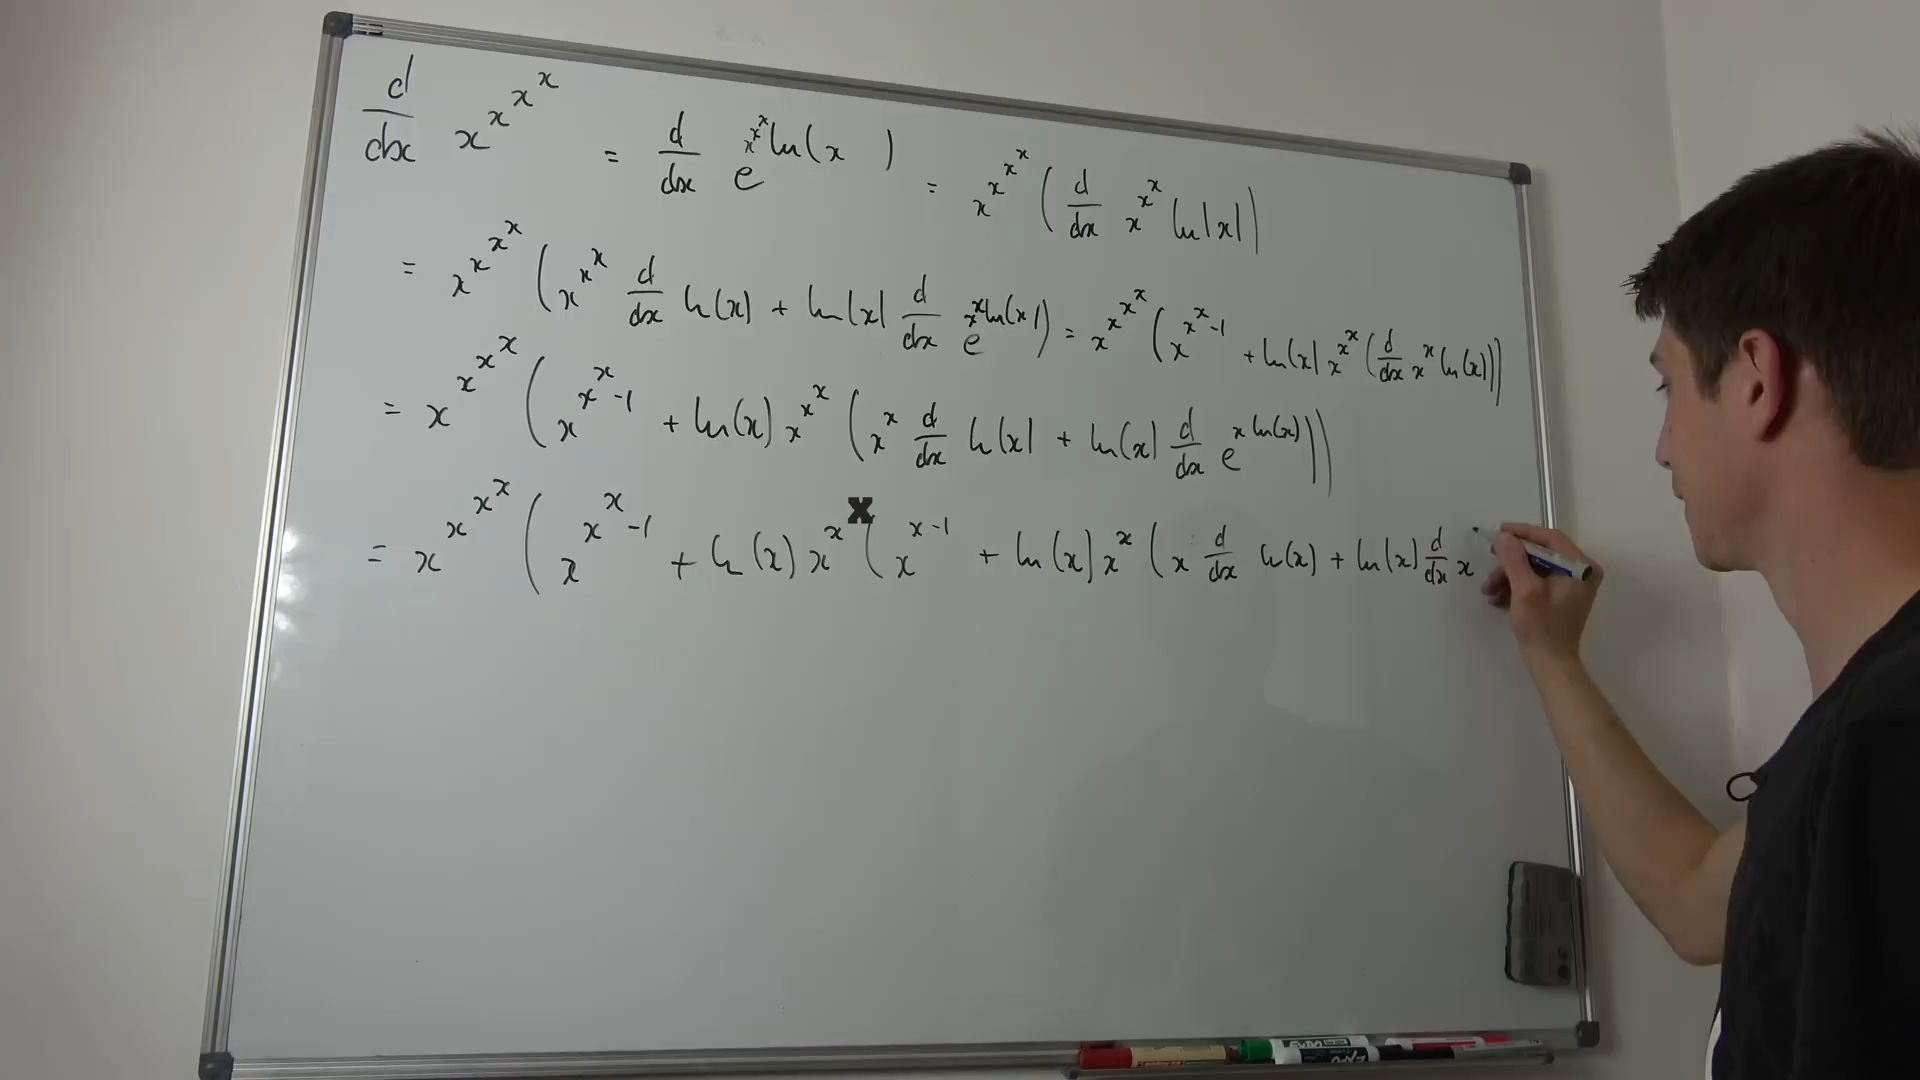 d/dx x^x^x^x = d/dx e^(x^x^x ln(x)) = x^x^x^x (d/dx x^x^x ln(x))
= x^x^x^x (x^x^x d/dx ln(x) + ln(x) d/dx e^(x^x ln(x))) = x^x^x^x (x^(x^x -1) + ln(x) x^x^x (d/dx x^x ln(x)))
= x^x^x^x (x^(x^x -1) + ln(x) x^x^x (x^x d/dx ln(x) + ln(x) d/dx e^(x ln(x))))
= x^x^x^x (x^(x^x -1) + ln(x) x^x^x (x^(x-1) + ln(x) x^x (x d/dx ln(x) + ln(x) d/dx x